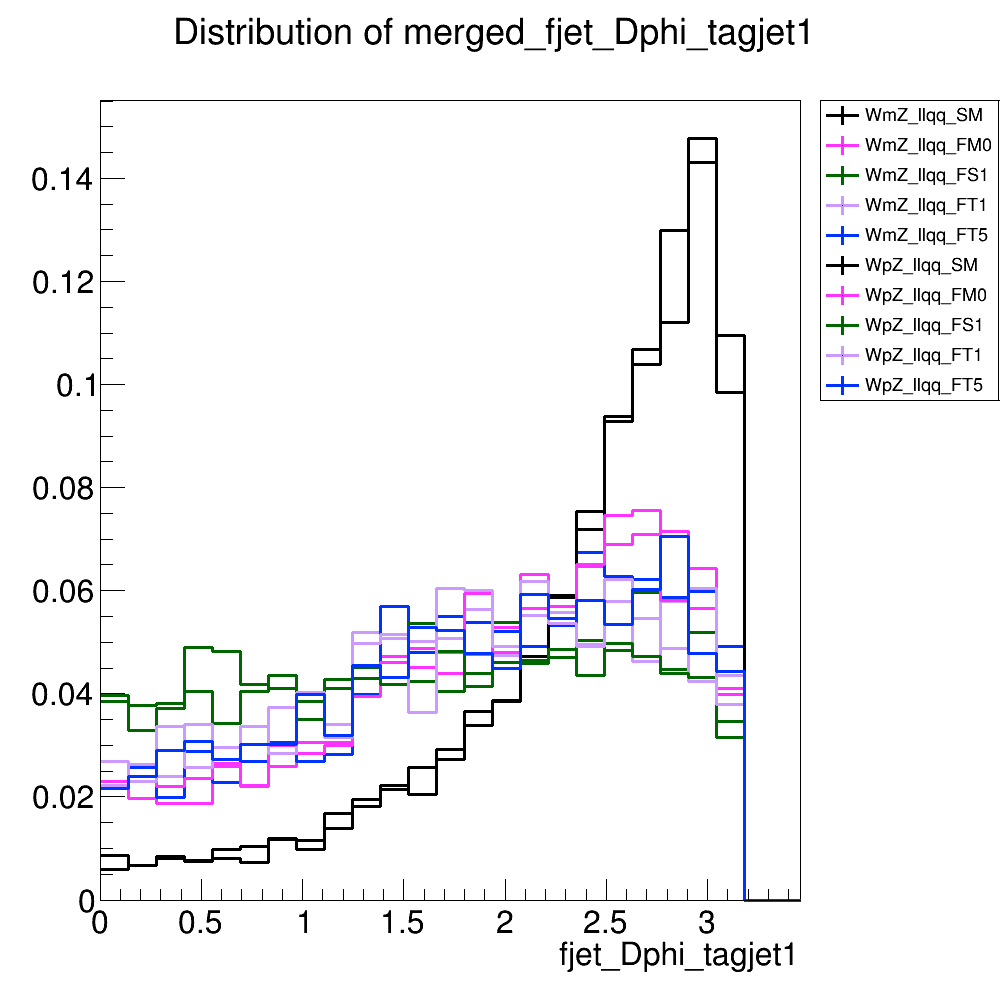 Distribution of merged_fjet_Dphi_tagjet1
WmZ_llqq_SM
WmZ_llqq_FM0
WmZ_llqq_FS1
WmZ_llqq_FT1
WmZ_llqq_FT5
WpZ_llqq_SM
WpZ_llqq_FM0
WpZ_llqq_FS1
WpZ_llqq_FT1
WpZ_llqq_FT5
0.14
0.12
0.1
0.08
0.06
0.04
0.02
0
0 0.5 1 1.5 2 2.5 3
fjet_Dphi_tagjet1